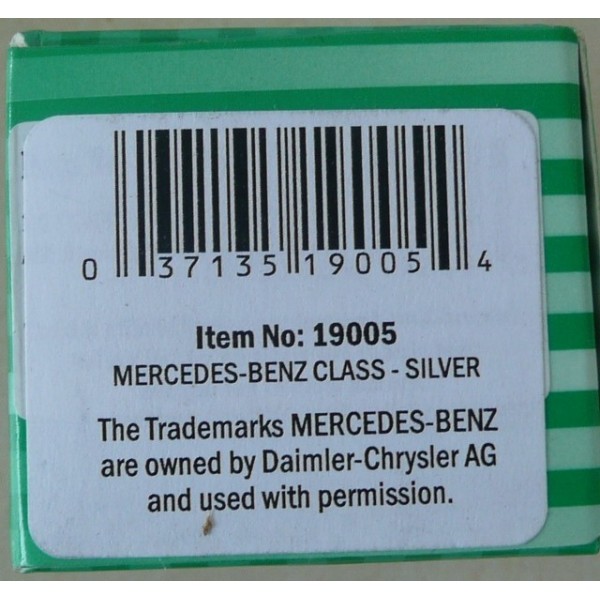 0 37135 19005 4
Item No: 19005
MERCEDES-BENZ CLASS - SILVER
The Trademarks MERCEDES-BENZ
are owned by Daimler-Chrysler AG
and used with permission.